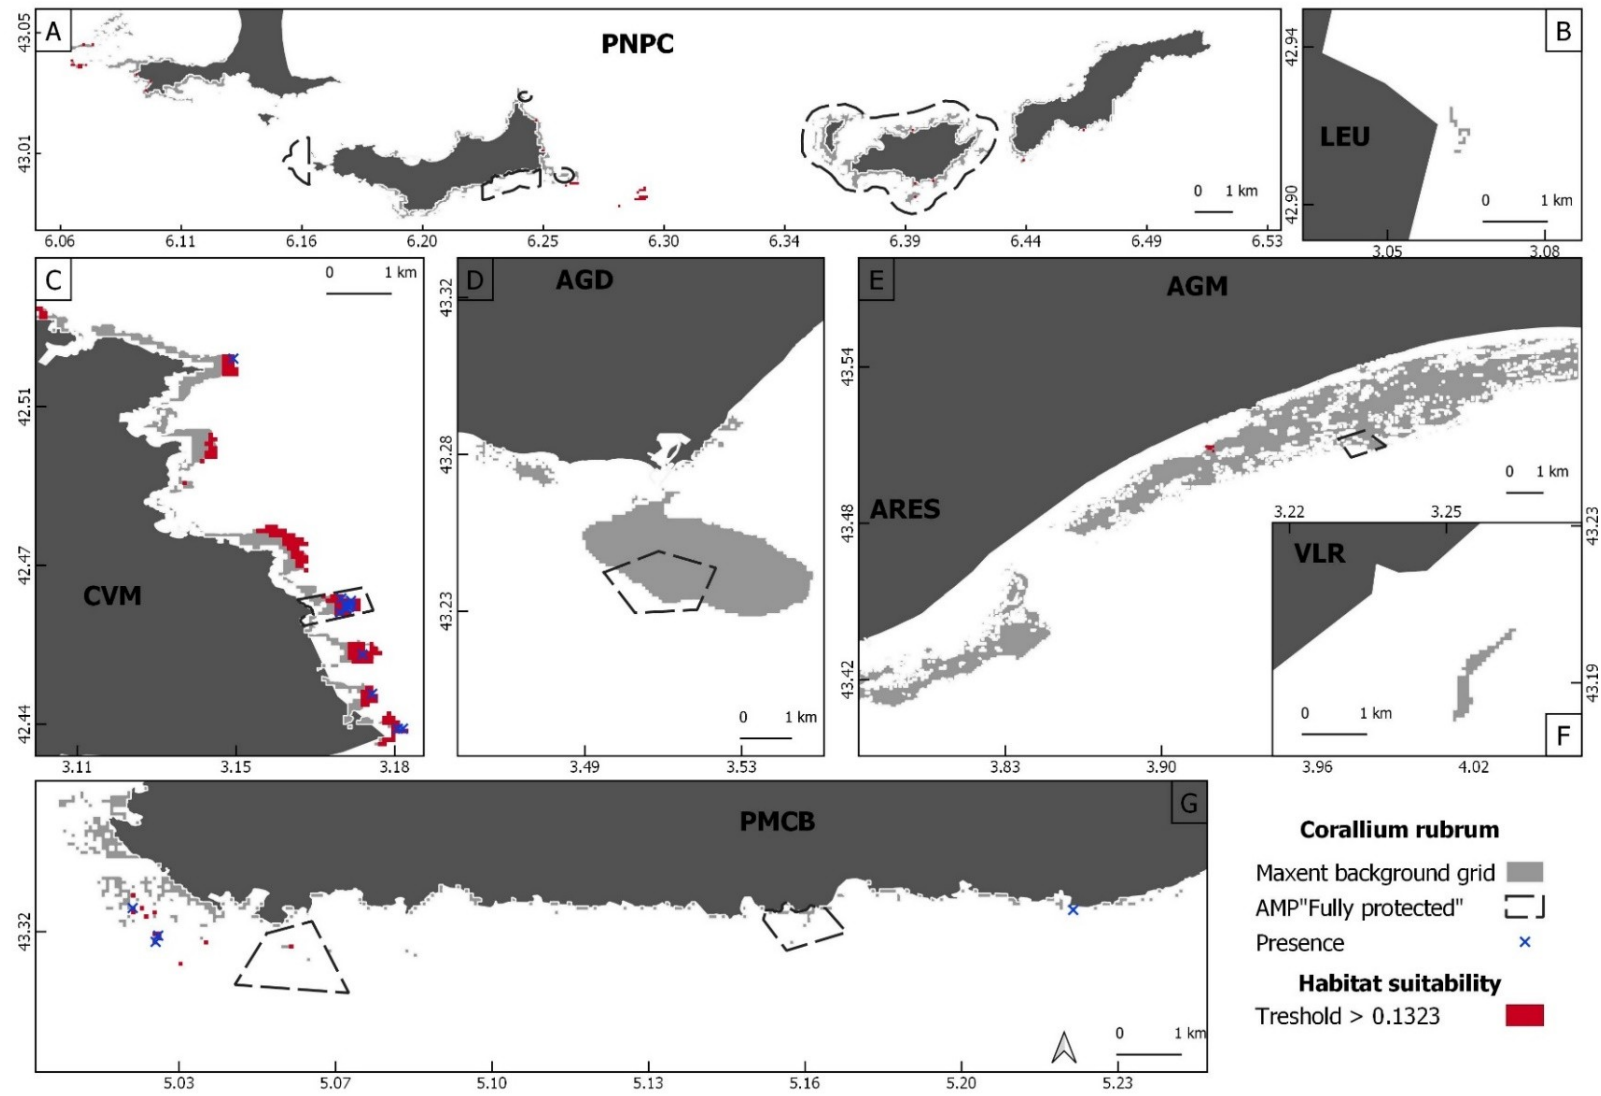 A
PNPC
43.05
43.01
0 1 km
6.06 6.11 6.16 6.20 6.25 6.30 6.34 6.39 6.44 6.49 6.53
B
LEU
42.94
42.90
0 1 km
3.05 3.08
C
0 1 km
42.51
42.47
42.44
CVM
3.11 3.15 3.18
D
AGD
43.32
43.28
43.23
0 1 km
3.49 3.53
E
AGM
ARES
43.54
43.48
43.42
0 1 km
3.83 3.90 3.96 4.02
3.22 3.25
VLR
43.23
43.19
0 1 km
F
G
PMCB
43.32
0 1 km
5.03 5.07 5.10 5.13 5.16 5.20 5.23
Corallium rubrum
Maxent background grid
AMP"Fully protected"
Presence
Habitat suitability
Treshold > 0.1323